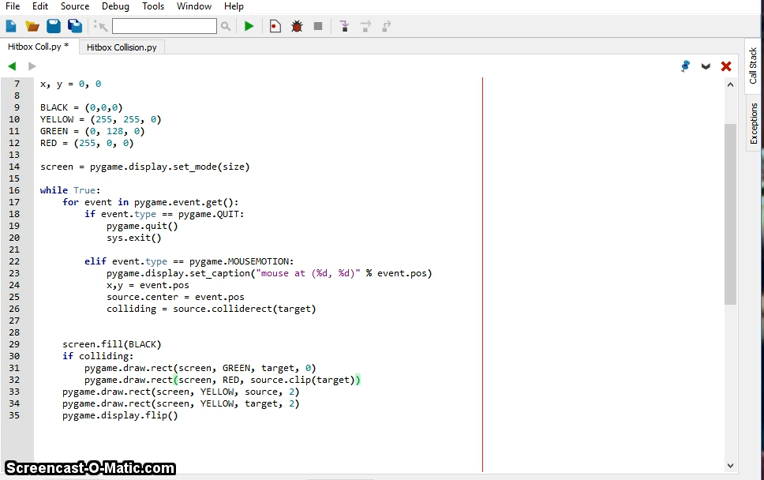 File Edit Search Debug Tools Window Help
Hitbox Coll.py * Hitbox Collision.py
7 x, y = 0, 0
8
9 BLACK = (0,0,0)
10 YELLOW = (255, 255, 0)
11 GREEN = (0, 128, 0)
12 RED = (255, 0, 0)
13
14 screen = pygame.display.set_mode(size)
15
16 while True:
17 for event in pygame.event.get():
18 if event.type == pygame.QUIT:
19 pygame.quit()
20 sys.exit()
21
22 elif event.type == pygame.MOUSEMOTION:
23 pygame.display.set_caption("mouse at (%d, %d)" % event.pos)
24 x,y = event.pos
25 source.center = event.pos
26 colliding = source.colliderect(target)
27
28
29 screen.fill(BLACK)
30 if colliding:
31 pygame.draw.rect(screen, GREEN, target, 0)
32 pygame.draw.rect(screen, RED, source.clip(target))
33 pygame.draw.rect(screen, YELLOW, source, 2)
34 pygame.draw.rect(screen, YELLOW, target, 2)
35 pygame.display.flip()
Call Stack
Exceptions
Screencast-O-Matic.com